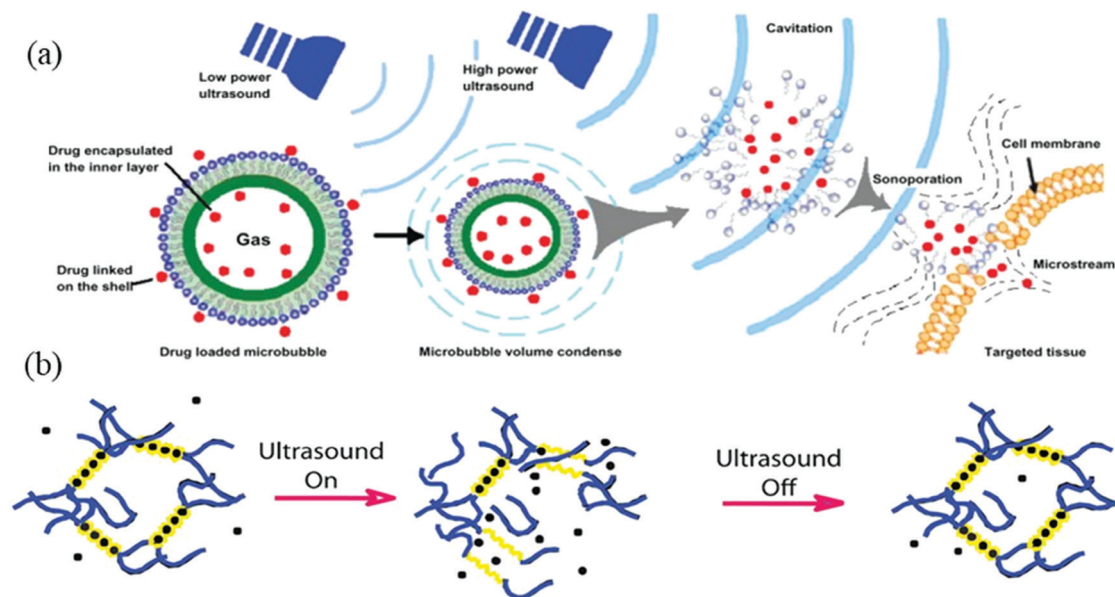 (a)
Low power
ultrasound
High power
ultrasound
Cavitation
Drug encapsulated
in the inner layer
Gas
Drug linked
on the shell
Drug loaded microbubble
Microbubble volume condense
Sonoporation
Cell membrane
Microstream
Targeted tissue
(b)
Ultrasound
On
Ultrasound
Off